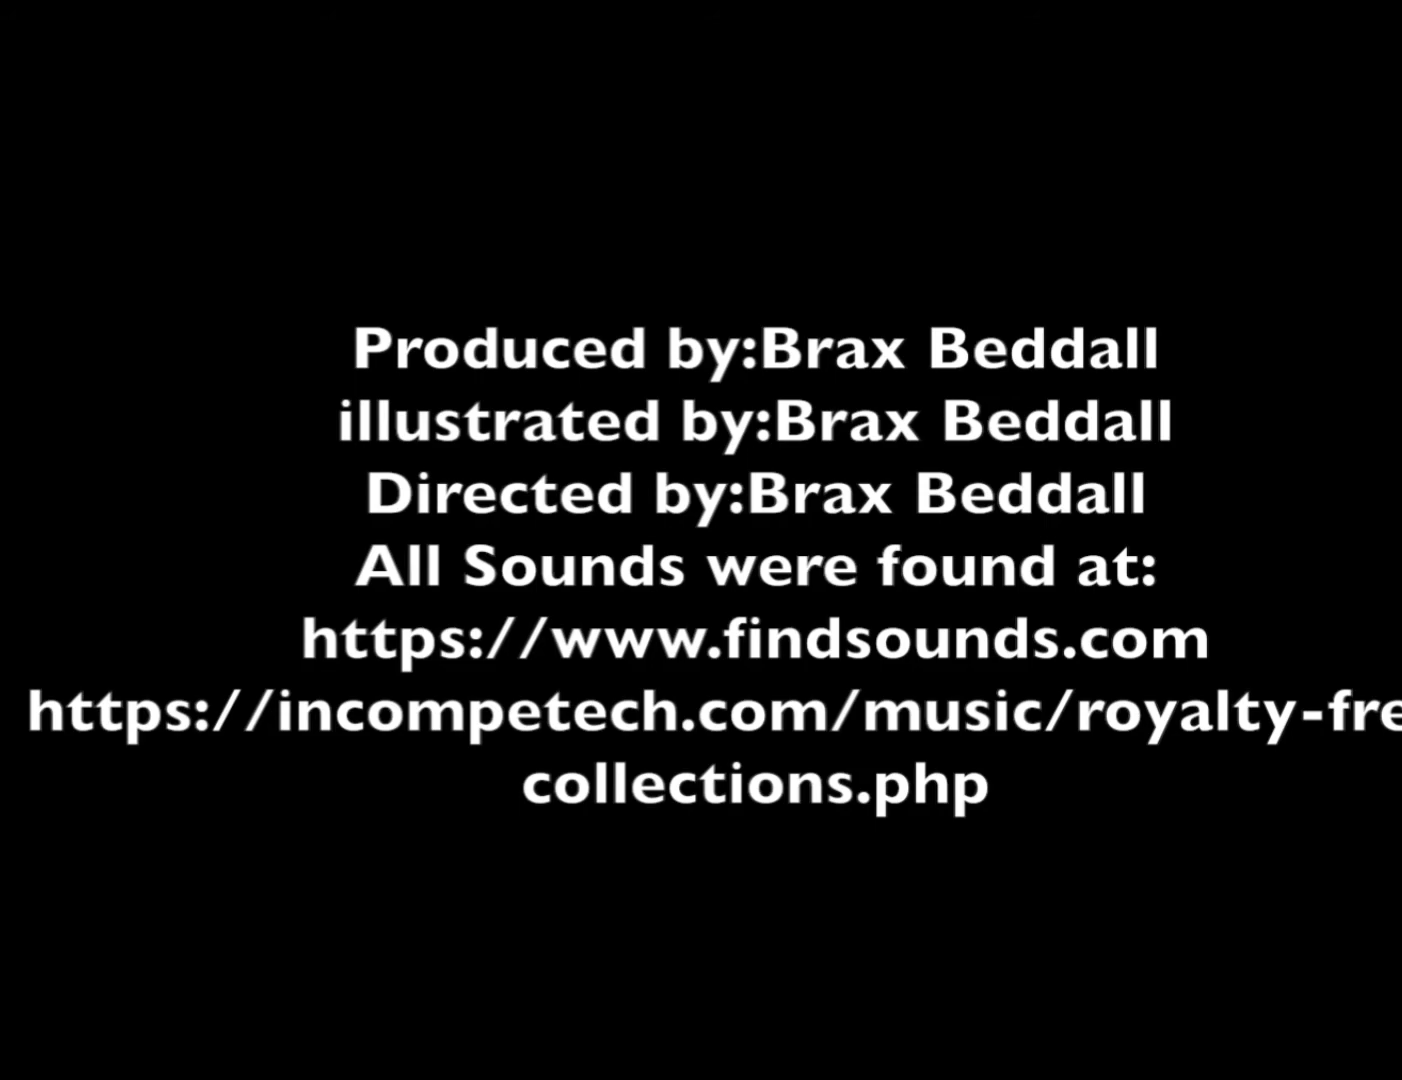 Produced by:Brax Beddall
illustrated by:Brax Beddall
Directed by:Brax Beddall
All Sounds were found at:
https://www.findsounds.com
https://incompetech.com/music/royalty-fre
collections.php